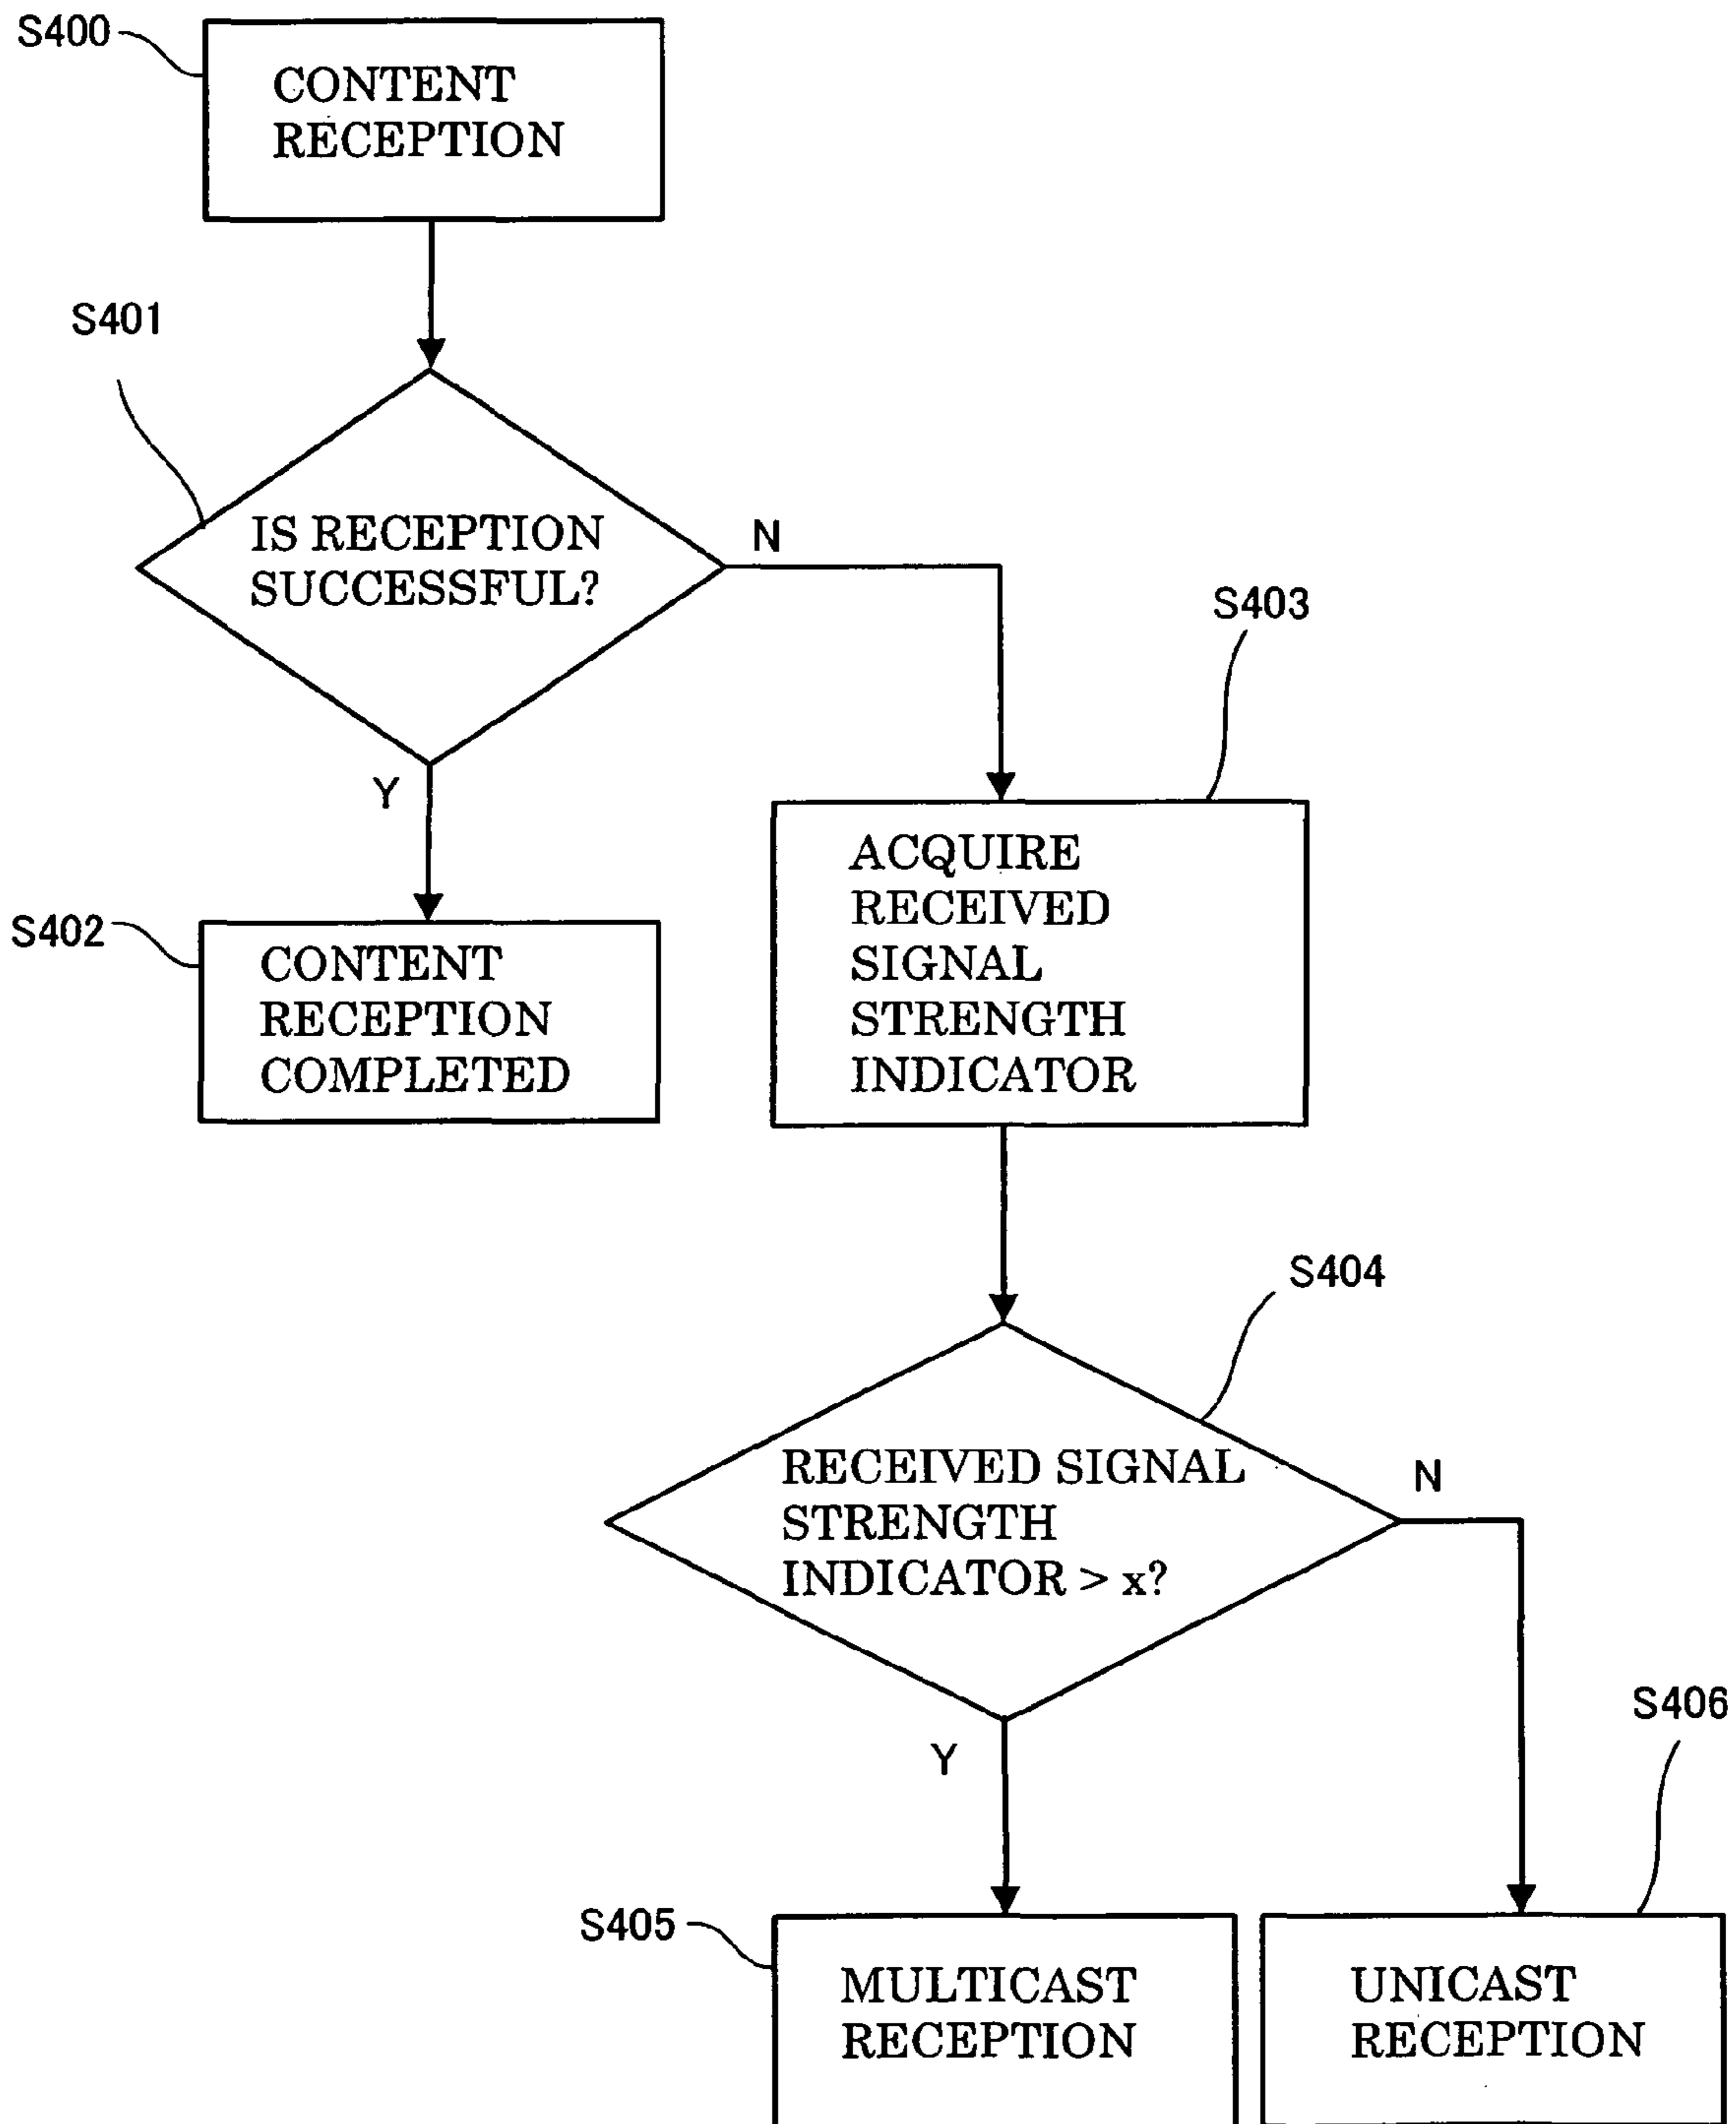 S400
CONTENT
RECEPTION
S401
IS RECEPTION
SUCCESSFUL?
N
Y
S403
ACQUIRE
RECEIVED
SIGNAL
STRENGTH
INDICATOR
S402
CONTENT
RECEPTION
COMPLETED
S404
RECEIVED SIGNAL
STRENGTH
INDICATOR > x?
N
Y
S405
MULTICAST
RECEPTION
S406
UNICAST
RECEPTION